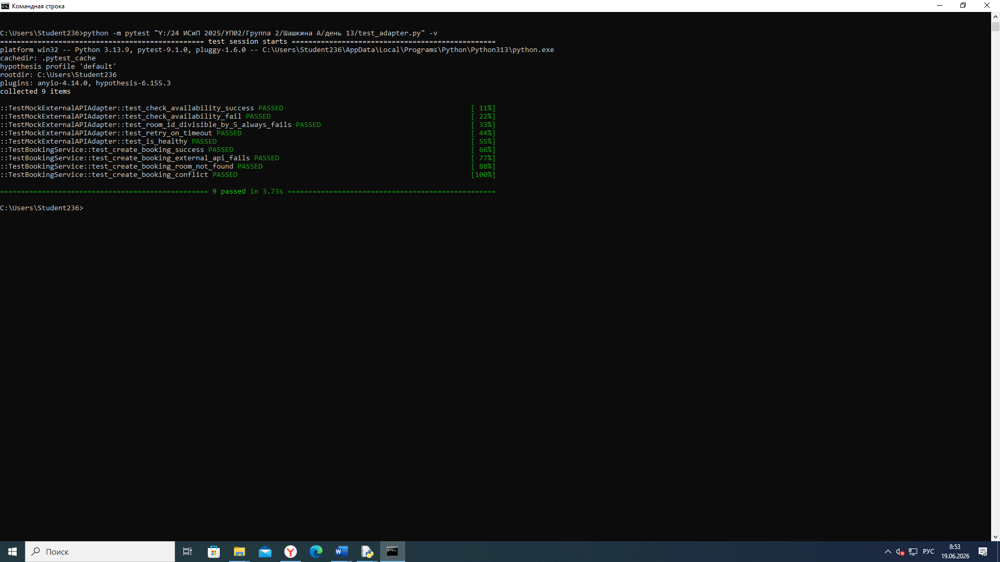 Командная строка
C:\Users\Student236>python -m pytest "Y:/24 ИСиП 2025/УП02/Группа 2/Шашкина А/день 13/test_adapter.py" -v
================================================= test session starts =================================================
platform win32 -- Python 3.13.9, pytest-9.1.0, pluggy-1.6.0 -- C:\Users\Student236\AppData\Local\Programs\Python\Python313\python.exe
cachedir: .pytest_cache
hypothesis profile 'default'
rootdir: C:\Users\Student236
plugins: anyio-4.14.0, hypothesis-6.155.3
collected 9 items
::TestMockExternalAPIAdapter::test_check_availability_success PASSED [ 11%]
::TestMockExternalAPIAdapter::test_check_availability_fail PASSED [ 22%]
::TestMockExternalAPIAdapter::test_room_id_divisible_by_5_always_fails PASSED [ 33%]
::TestMockExternalAPIAdapter::test_retry_on_timeout PASSED [ 44%]
::TestMockExternalAPIAdapter::test_is_healthy PASSED [ 55%]
::TestBookingService::test_create_booking_success PASSED [ 66%]
::TestBookingService::test_create_booking_external_api_fails PASSED [ 77%]
::TestBookingService::test_create_booking_room_not_found PASSED [ 88%]
::TestBookingService::test_create_booking_conflict PASSED [100%]
================================================== 9 passed in 3.73s ==================================================
C:\Users\Student236>
Поиск
РУС
8:53
19.06.2026